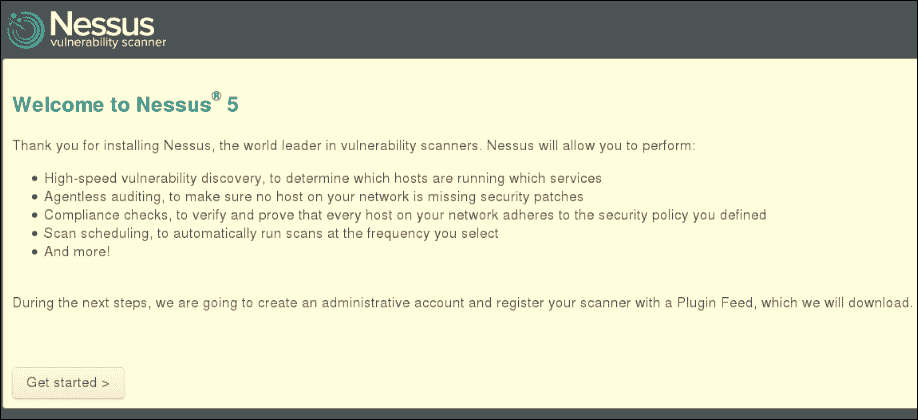 Nessus
vulnerability scanner
Welcome to Nessus® 5
Thank you for installing Nessus, the world leader in vulnerability scanners. Nessus will allow you to perform:
• High-speed vulnerability discovery, to determine which hosts are running which services
• Agentless auditing, to make sure no host on your network is missing security patches
• Compliance checks, to verify and prove that every host on your network adheres to the security policy you defined
• Scan scheduling, to automatically run scans at the frequency you select
• And more!
During the next steps, we are going to create an administrative account and register your scanner with a Plugin Feed, which we will download.
Get started >